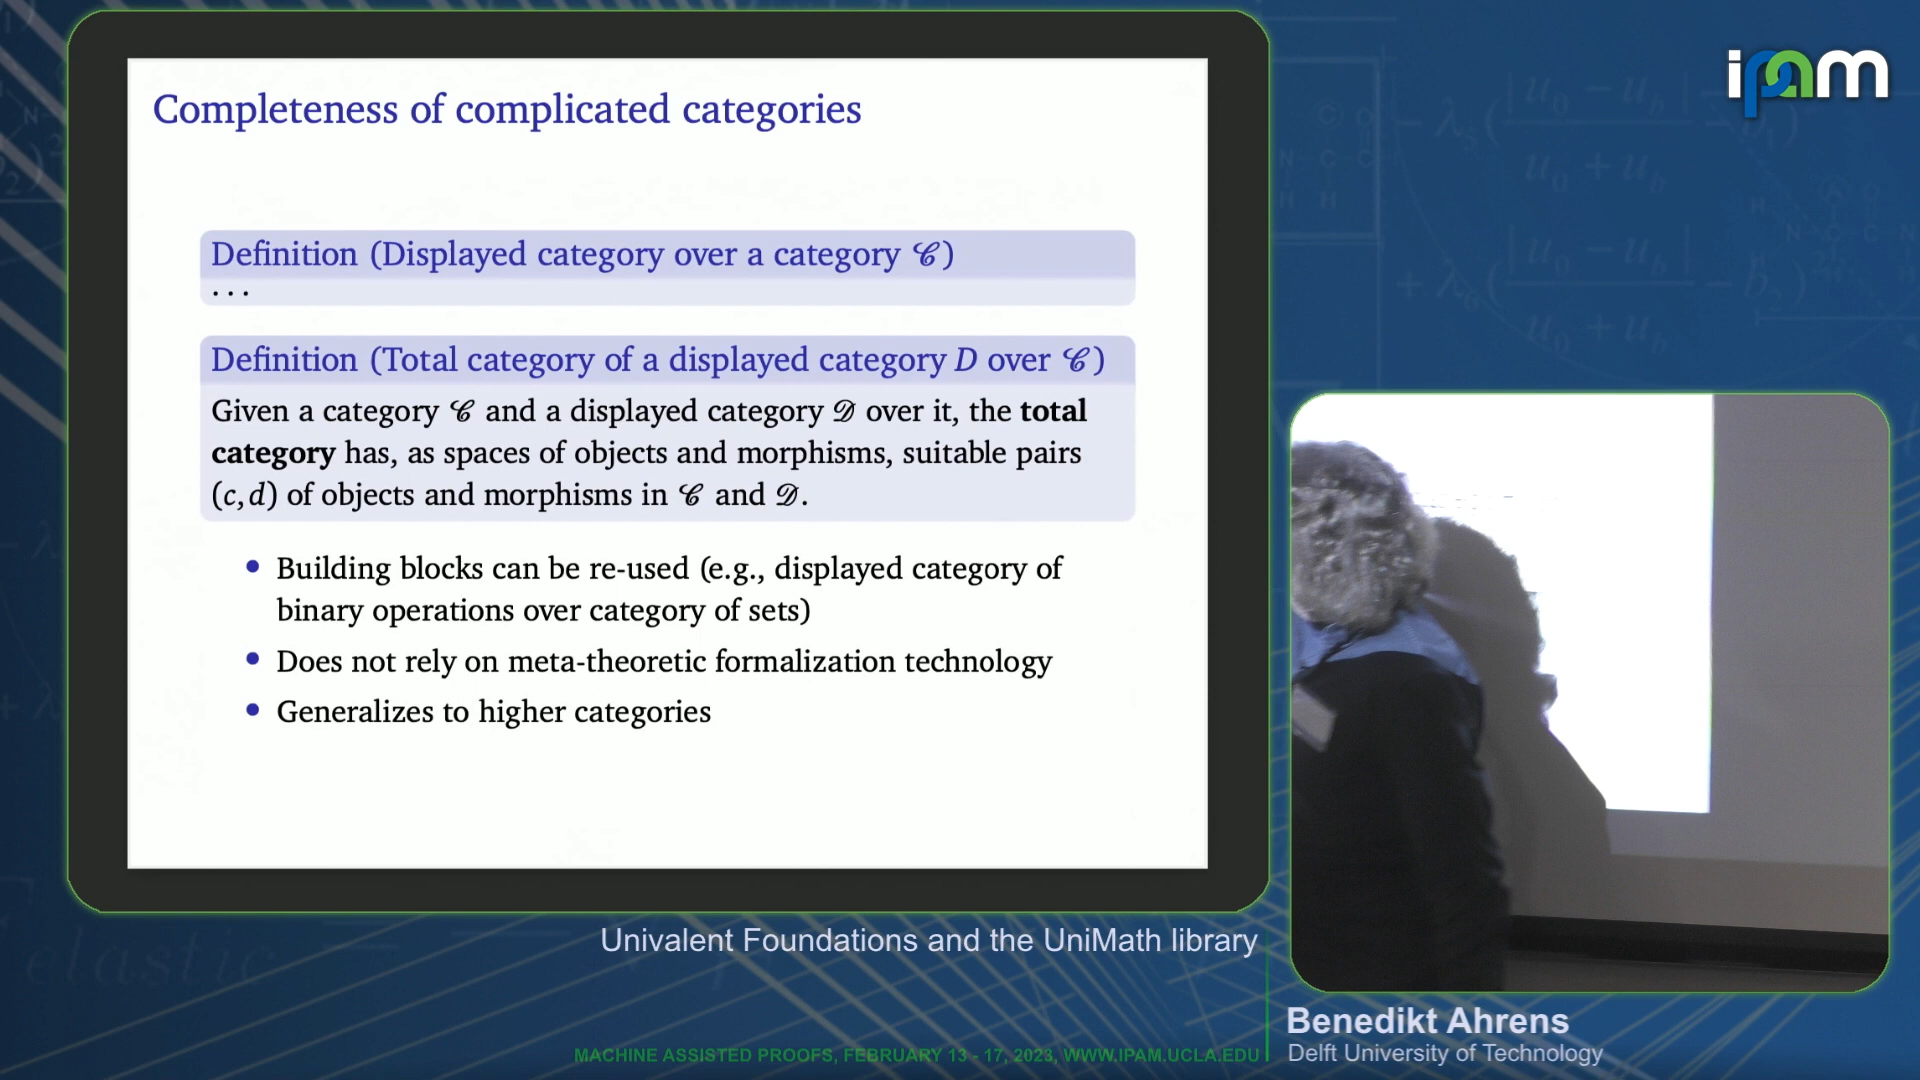 Completeness of complicated categories
Definition (Displayed category over a category 𝒞)
...
Definition (Total category of a displayed category D over 𝒞)
Given a category 𝒞 and a displayed category 𝒟 over it, the total
category has, as spaces of objects and morphisms, suitable pairs
(c,d) of objects and morphisms in 𝒞 and 𝒟.
• Building blocks can be re-used (e.g., displayed category of
binary operations over category of sets)
• Does not rely on meta-theoretic formalization technology
• Generalizes to higher categories
ipam
Univalent Foundations and the UniMath library
Benedikt Ahrens
Delft University of Technology
MACHINE ASSISTED PROOFS, FEBRUARY 13 - 17, 2023, WWW.IPAM.UCLA.EDU
elastic